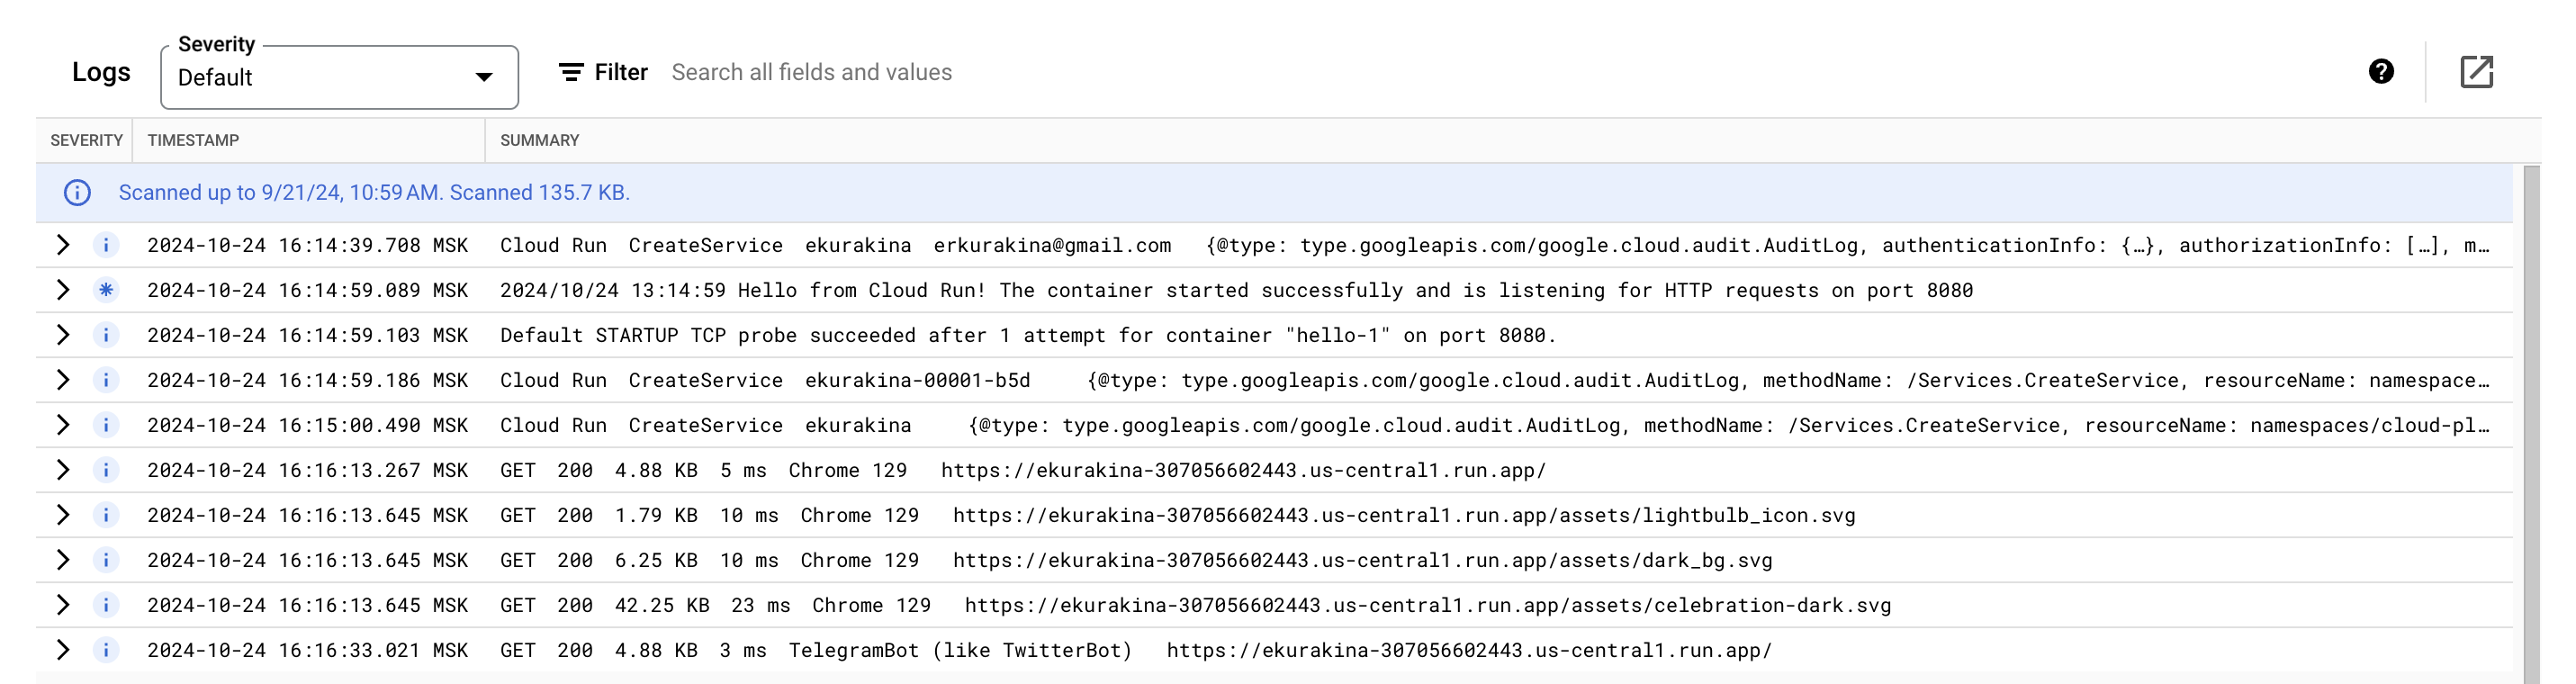 Severity
Logs Default Filter Search all fields and values
SEVERITY TIMESTAMP SUMMARY
Scanned up to 9/21/24, 10:59 AM. Scanned 135.7 KB.
2024-10-24 16:14:39.708 MSK Cloud Run CreateService ekurakina erkurakina@gmail.com {@type: type.googleapis.com/google.cloud.audit.AuditLog, authenticationInfo: {…}, authorizationInfo: […], m…
2024-10-24 16:14:59.089 MSK 2024/10/24 13:14:59 Hello from Cloud Run! The container started successfully and is listening for HTTP requests on port 8080
2024-10-24 16:14:59.103 MSK Default STARTUP TCP probe succeeded after 1 attempt for container "hello-1" on port 8080.
2024-10-24 16:14:59.186 MSK Cloud Run CreateService ekurakina-00001-b5d {@type: type.googleapis.com/google.cloud.audit.AuditLog, methodName: /Services.CreateService, resourceName: namespace…
2024-10-24 16:15:00.490 MSK Cloud Run CreateService ekurakina {@type: type.googleapis.com/google.cloud.audit.AuditLog, methodName: /Services.CreateService, resourceName: namespaces/cloud-pl…
2024-10-24 16:16:13.267 MSK GET 200 4.88 KB 5 ms Chrome 129 https://ekurakina-307056602443.us-central1.run.app/
2024-10-24 16:16:13.645 MSK GET 200 1.79 KB 10 ms Chrome 129 https://ekurakina-307056602443.us-central1.run.app/assets/lightbulb_icon.svg
2024-10-24 16:16:13.645 MSK GET 200 6.25 KB 10 ms Chrome 129 https://ekurakina-307056602443.us-central1.run.app/assets/dark_bg.svg
2024-10-24 16:16:13.645 MSK GET 200 42.25 KB 23 ms Chrome 129 https://ekurakina-307056602443.us-central1.run.app/assets/celebration-dark.svg
2024-10-24 16:16:33.021 MSK GET 200 4.88 KB 3 ms TelegramBot (like TwitterBot) https://ekurakina-307056602443.us-central1.run.app/